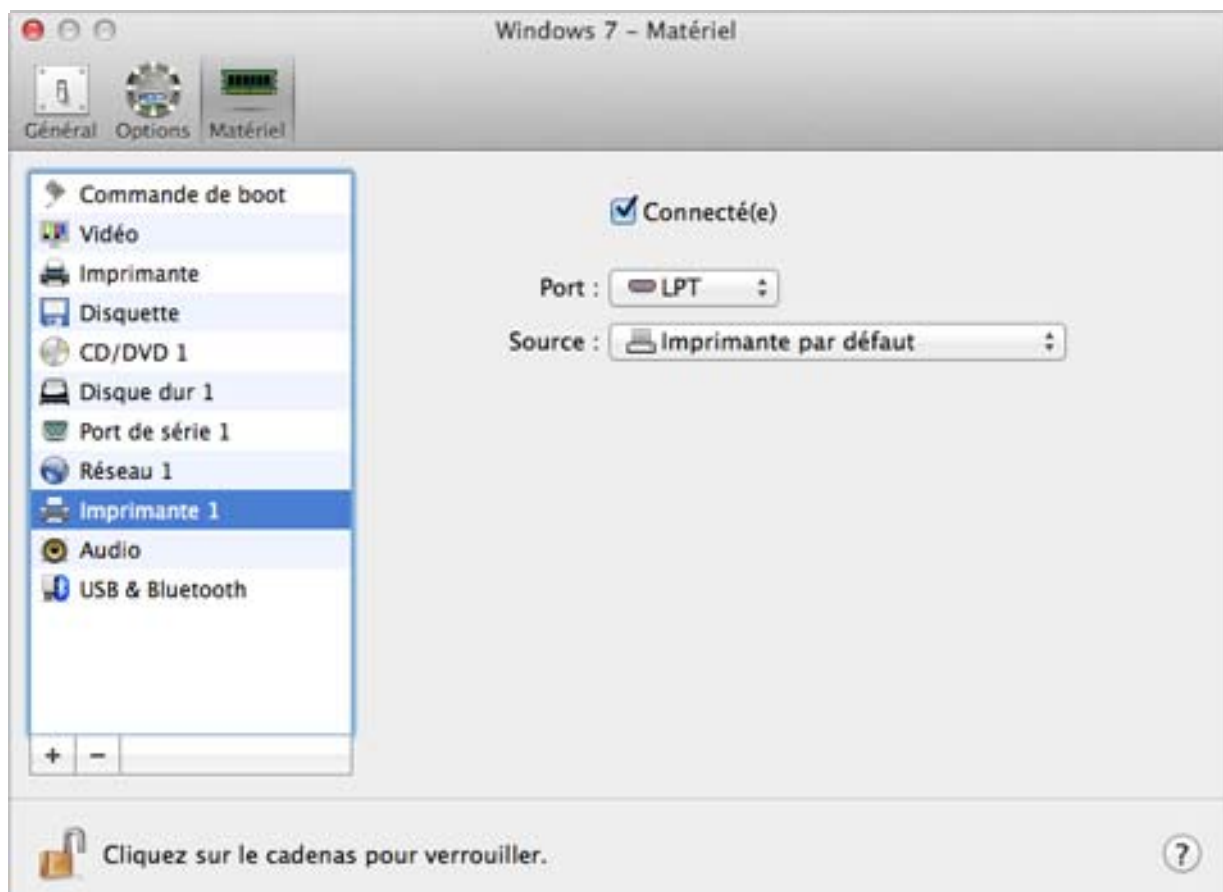 Windows 7 – Matériel
Général Options Matériel
Commande de boot
Vidéo
Imprimante
Disquette
CD/DVD 1
Disque dur 1
Port de série 1
Réseau 1
Imprimante 1
Audio
USB & Bluetooth
+ −
Connecté(e)
Port : LPT
Source : Imprimante par défaut
Cliquez sur le cadenas pour verrouiller.
?